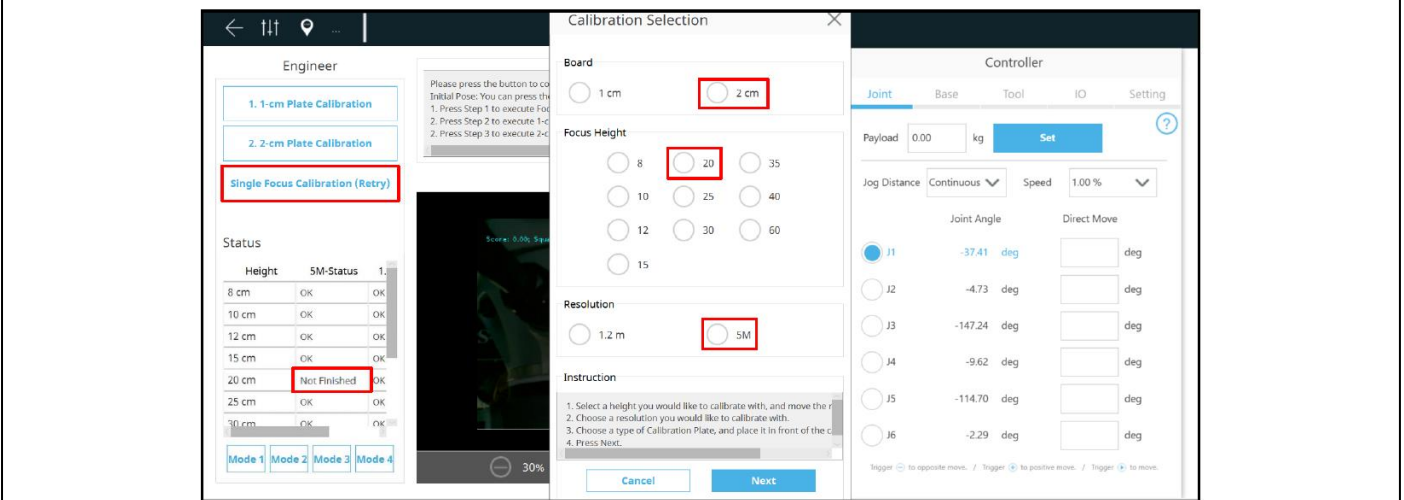 ...
Engineer
1. 1-cm Plate Calibration
2. 2-cm Plate Calibration
Single Focus Calibration (Retry)
Status
Height 5M-Status 1.
8 cm OK OK
10 cm OK OK
12 cm OK OK
15 cm OK OK
20 cm Not Finished OK
25 cm OK OK
30 cm OK OK
Mode 1 Mode 2 Mode 3 Mode 4
Please press the button to co
Initial Pose: You can press the
1. Press Step 1 to execute Foc
2. Press Step 2 to execute 1-c
2. Press Step 3 to execute 2-c
Score: 0.00; Squa
30%
Calibration Selection
Board
1 cm 2 cm
Focus Height
8 20 35
10 25 40
12 30 60
15
Resolution
1.2 m 5M
Instruction
1. Select a height you would like to calibrate with, and move the r
2. Choose a resolution you would like to calibrate with.
3. Choose a type of Calibration Plate, and place it in front of the c
4. Press Next.
Cancel Next
Controller
Joint Base Tool IO Setting
?
Payload 0.00 kg Set
Jog Distance Continuous Speed 1.00 %
Joint Angle Direct Move
J1 -37.41 deg deg
J2 -4.73 deg deg
J3 -147.24 deg deg
J4 -9.62 deg deg
J5 -114.70 deg deg
J6 -2.29 deg deg
Trigger to opposite move. / Trigger to positive move. / Trigger to move.